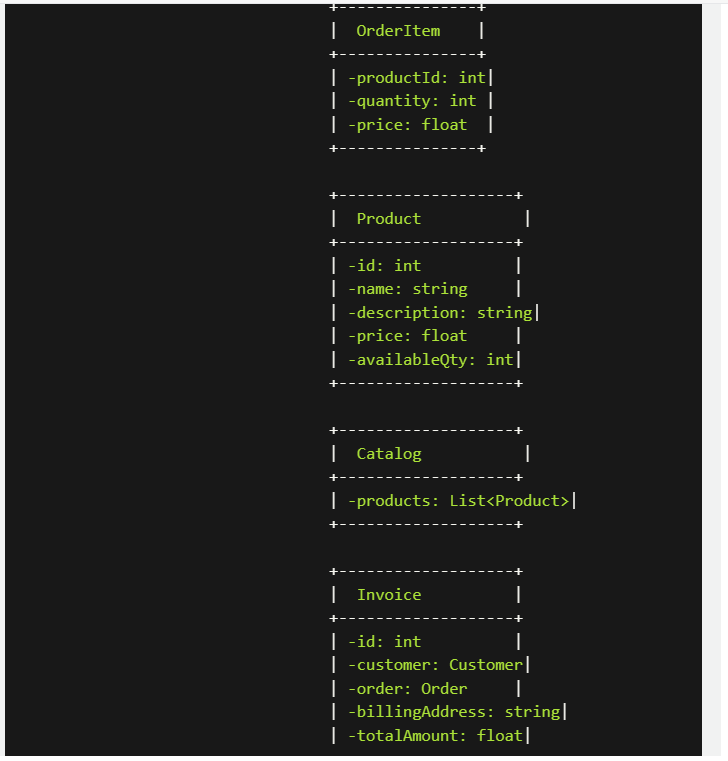 +---------------+
|  OrderItem    |
+---------------+
| -productId: int|
| -quantity: int |
| -price: float  |
+---------------+
+-------------------+
|  Product           |
+-------------------+
| -id: int          |
| -name: string     |
| -description: string|
| -price: float     |
| -availableQty: int|
+-------------------+
+-------------------+
|  Catalog           |
+-------------------+
| -products: List<Product>|
+-------------------+
+-------------------+
|  Invoice          |
+-------------------+
| -id: int          |
| -customer: Customer|
| -order: Order     |
| -billingAddress: string|
| -totalAmount: float|